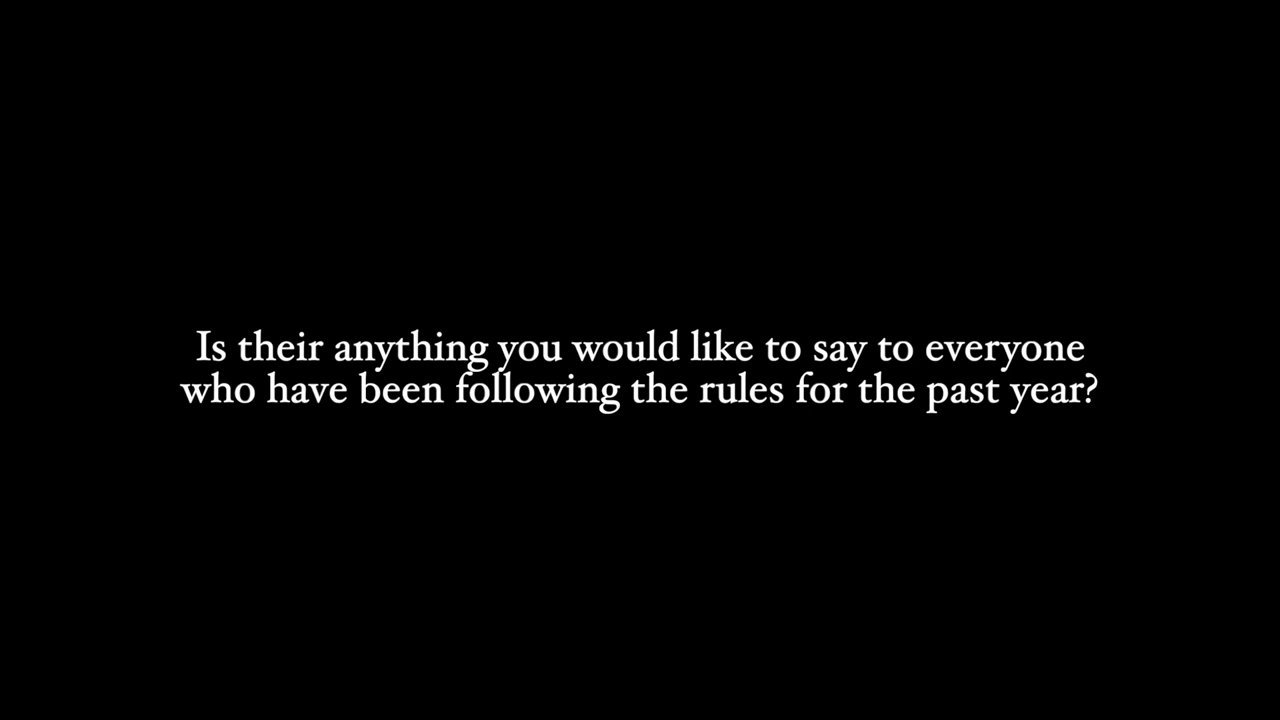 Is their anything you would like to say to everyone
who have been following the rules for the past year?